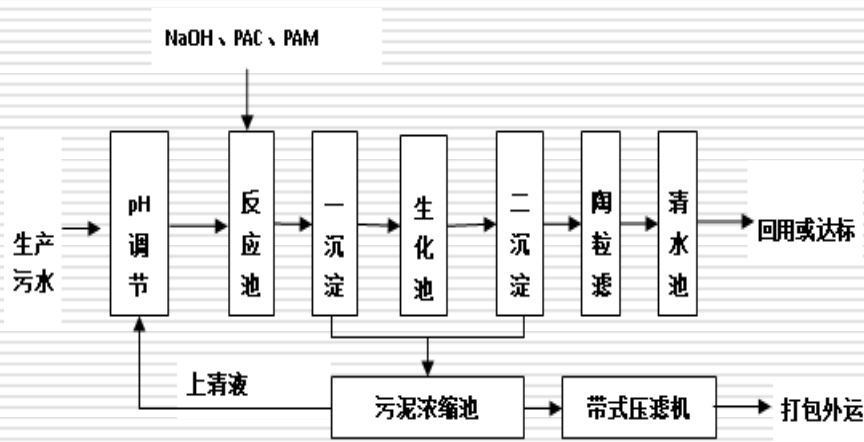 NaOH、PAC、PAM
生产
污水
pH
调
节
反
应
池
一
沉
淀
生
化
池
二
沉
淀
陶
粒
滤
清
水
池
回用或达标
上清液
污泥浓缩池
带式压滤机
打包外运